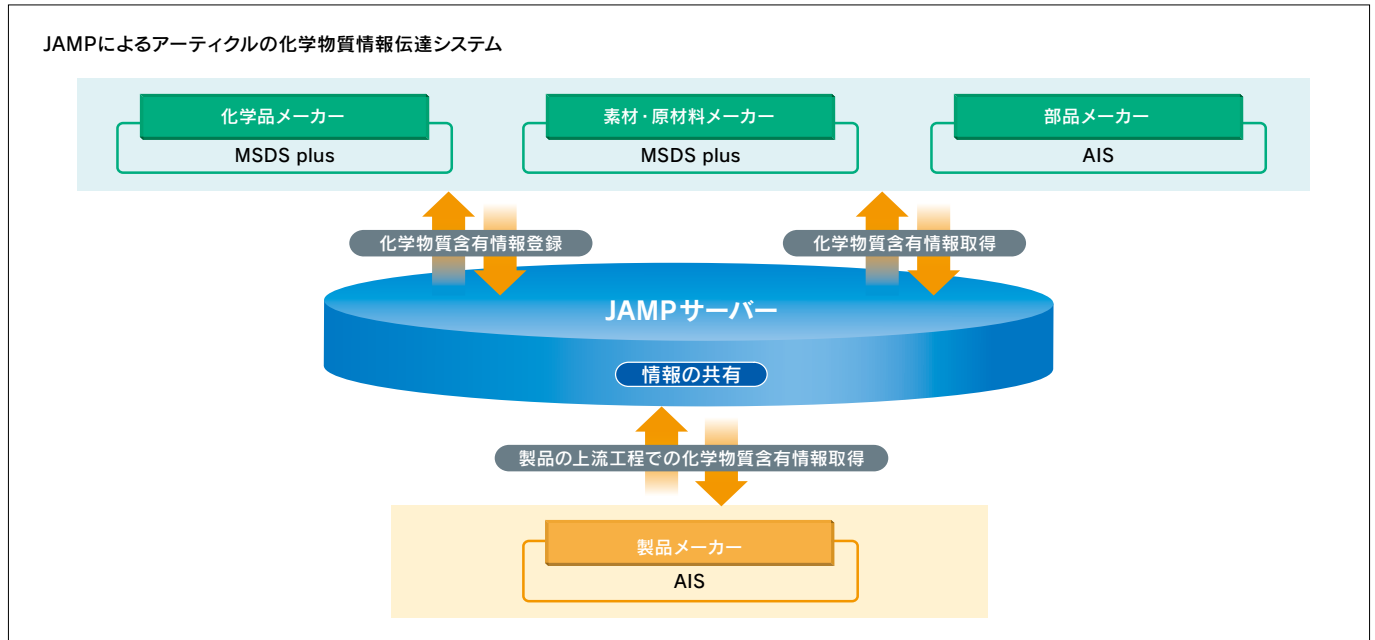 JAMPによるアーティクルの化学物質情報伝達システム
化学品メーカー
MSDS plus
素材・原材料メーカー
MSDS plus
部品メーカー
AIS
化学物質含有情報登録
化学物質含有情報取得
JAMPサーバー
情報の共有
製品の上流工程での化学物質含有情報取得
製品メーカー
AIS